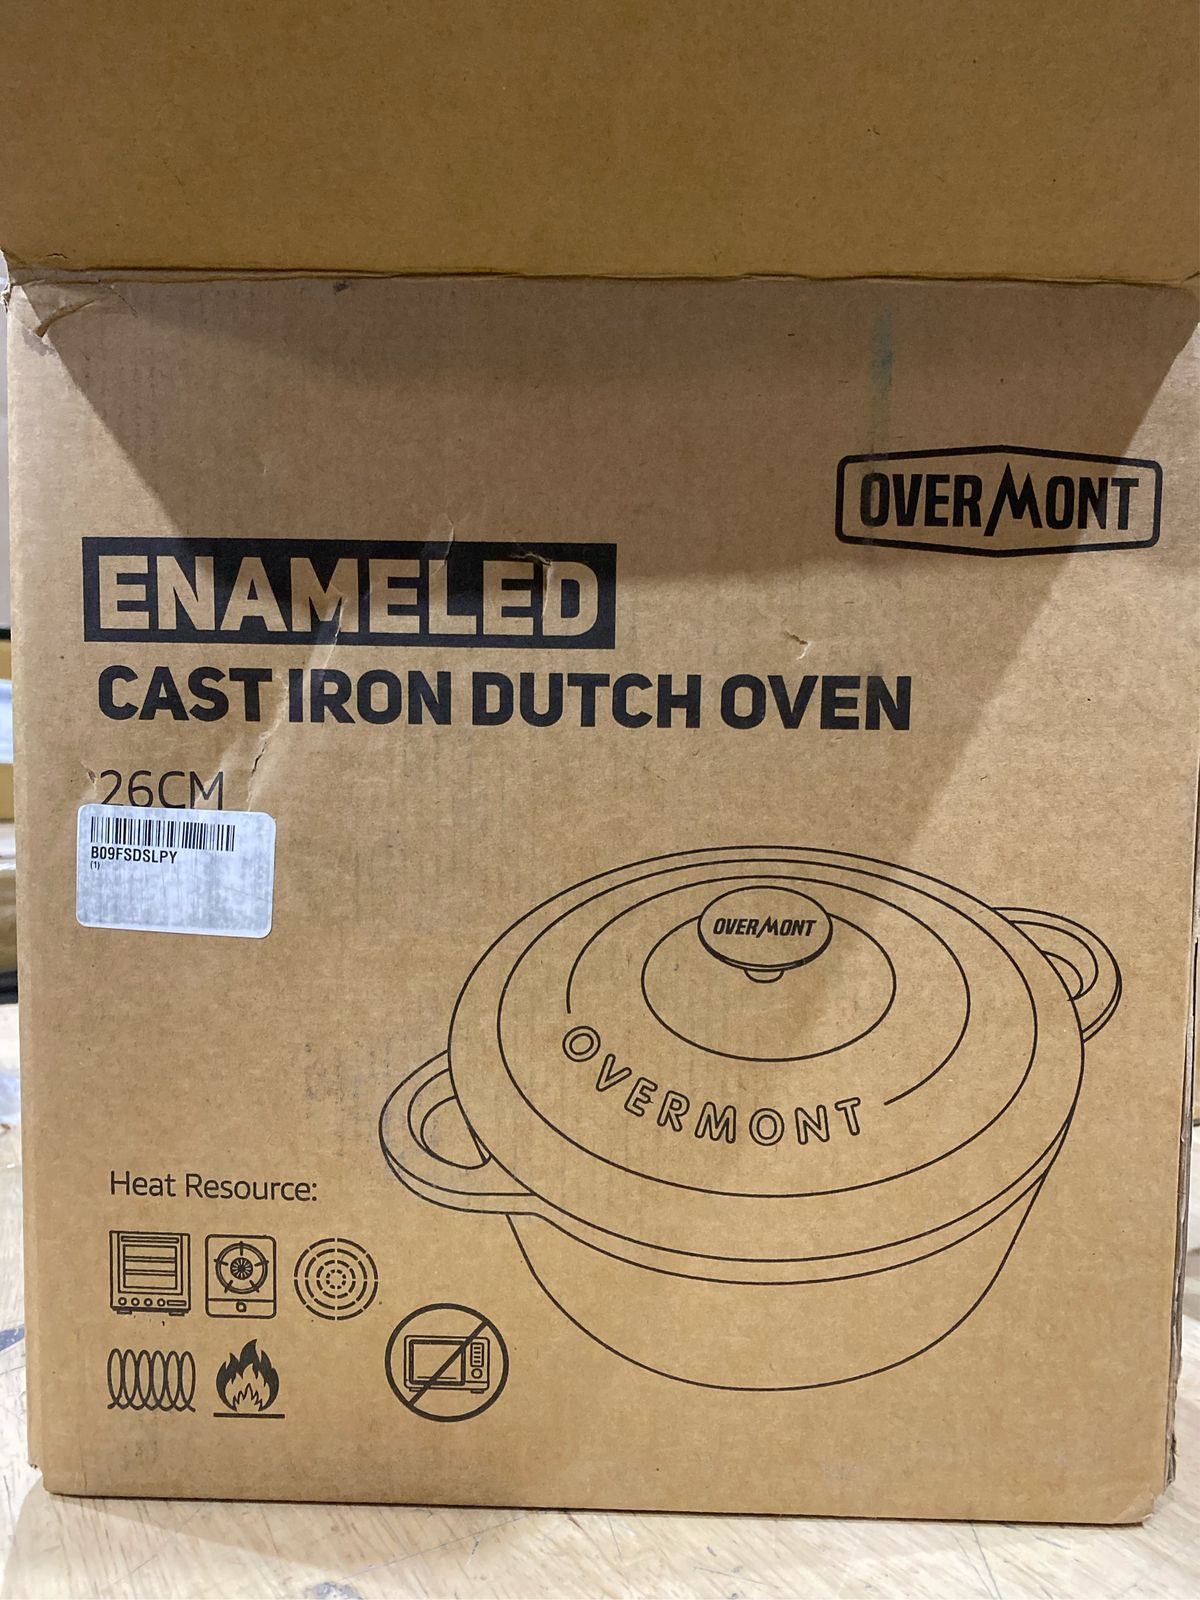 OVERMONT
ENAMELED
CAST IRON DUTCH OVEN
26CM
B09FSDSLPY
(1)
OVERMONT
OVERMONT
Heat Resource: